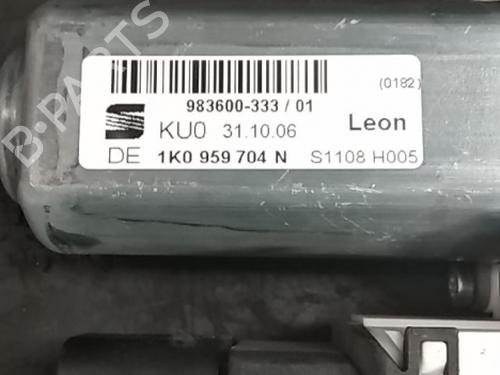 (0182)
983600-333 / 01
KU0 31.10.06 Leon
DE 1K0 959 704 N S1108 H005
B-PARTS